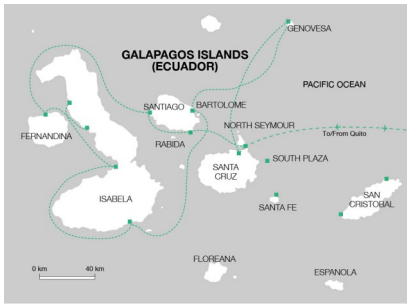 GENOVESA
GALAPAGOS ISLANDS
(ECUADOR)
PACIFIC OCEAN
SANTIAGO
BARTOLOME
NORTH SEYMOUR
FERNANDINA
RABIDA
To/From Quito
SOUTH PLAZA
SANTA
CRUZ
ISABELA
SANTA FE
SAN
CRISTOBAL
FLOREANA
ESPANOLA
0 km
40 km